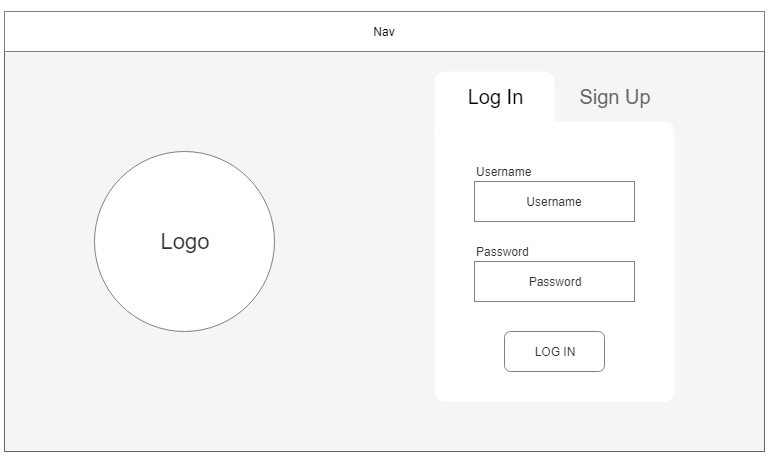 Nav
Log In
Sign Up
Logo
Username
Username
Password
Password
LOG IN